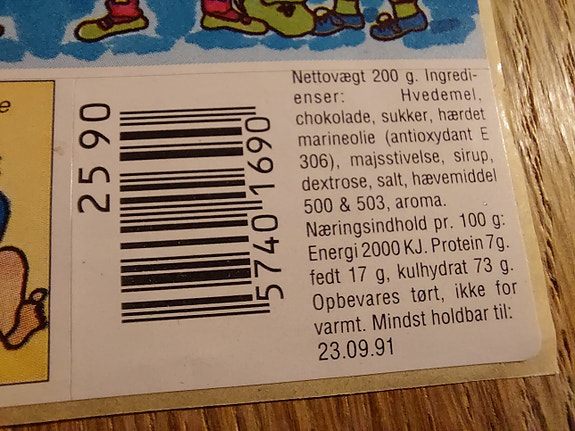 Nettovægt 200 g. Ingredi-
enser: Hvedemel,
chokolade, sukker, hærdet
marineolie (antioxydant E
306), majsstivelse, sirup,
dextrose, salt, hævemiddel
500 & 503, aroma.
Næringsindhold pr. 100 g:
Energi 2000 KJ. Protein 7g.
fedt 17 g, kulhydrat 73 g.
Opbevares tørt, ikke for
varmt. Mindst holdbar til:
23.09.91
2590
5740 1690
e